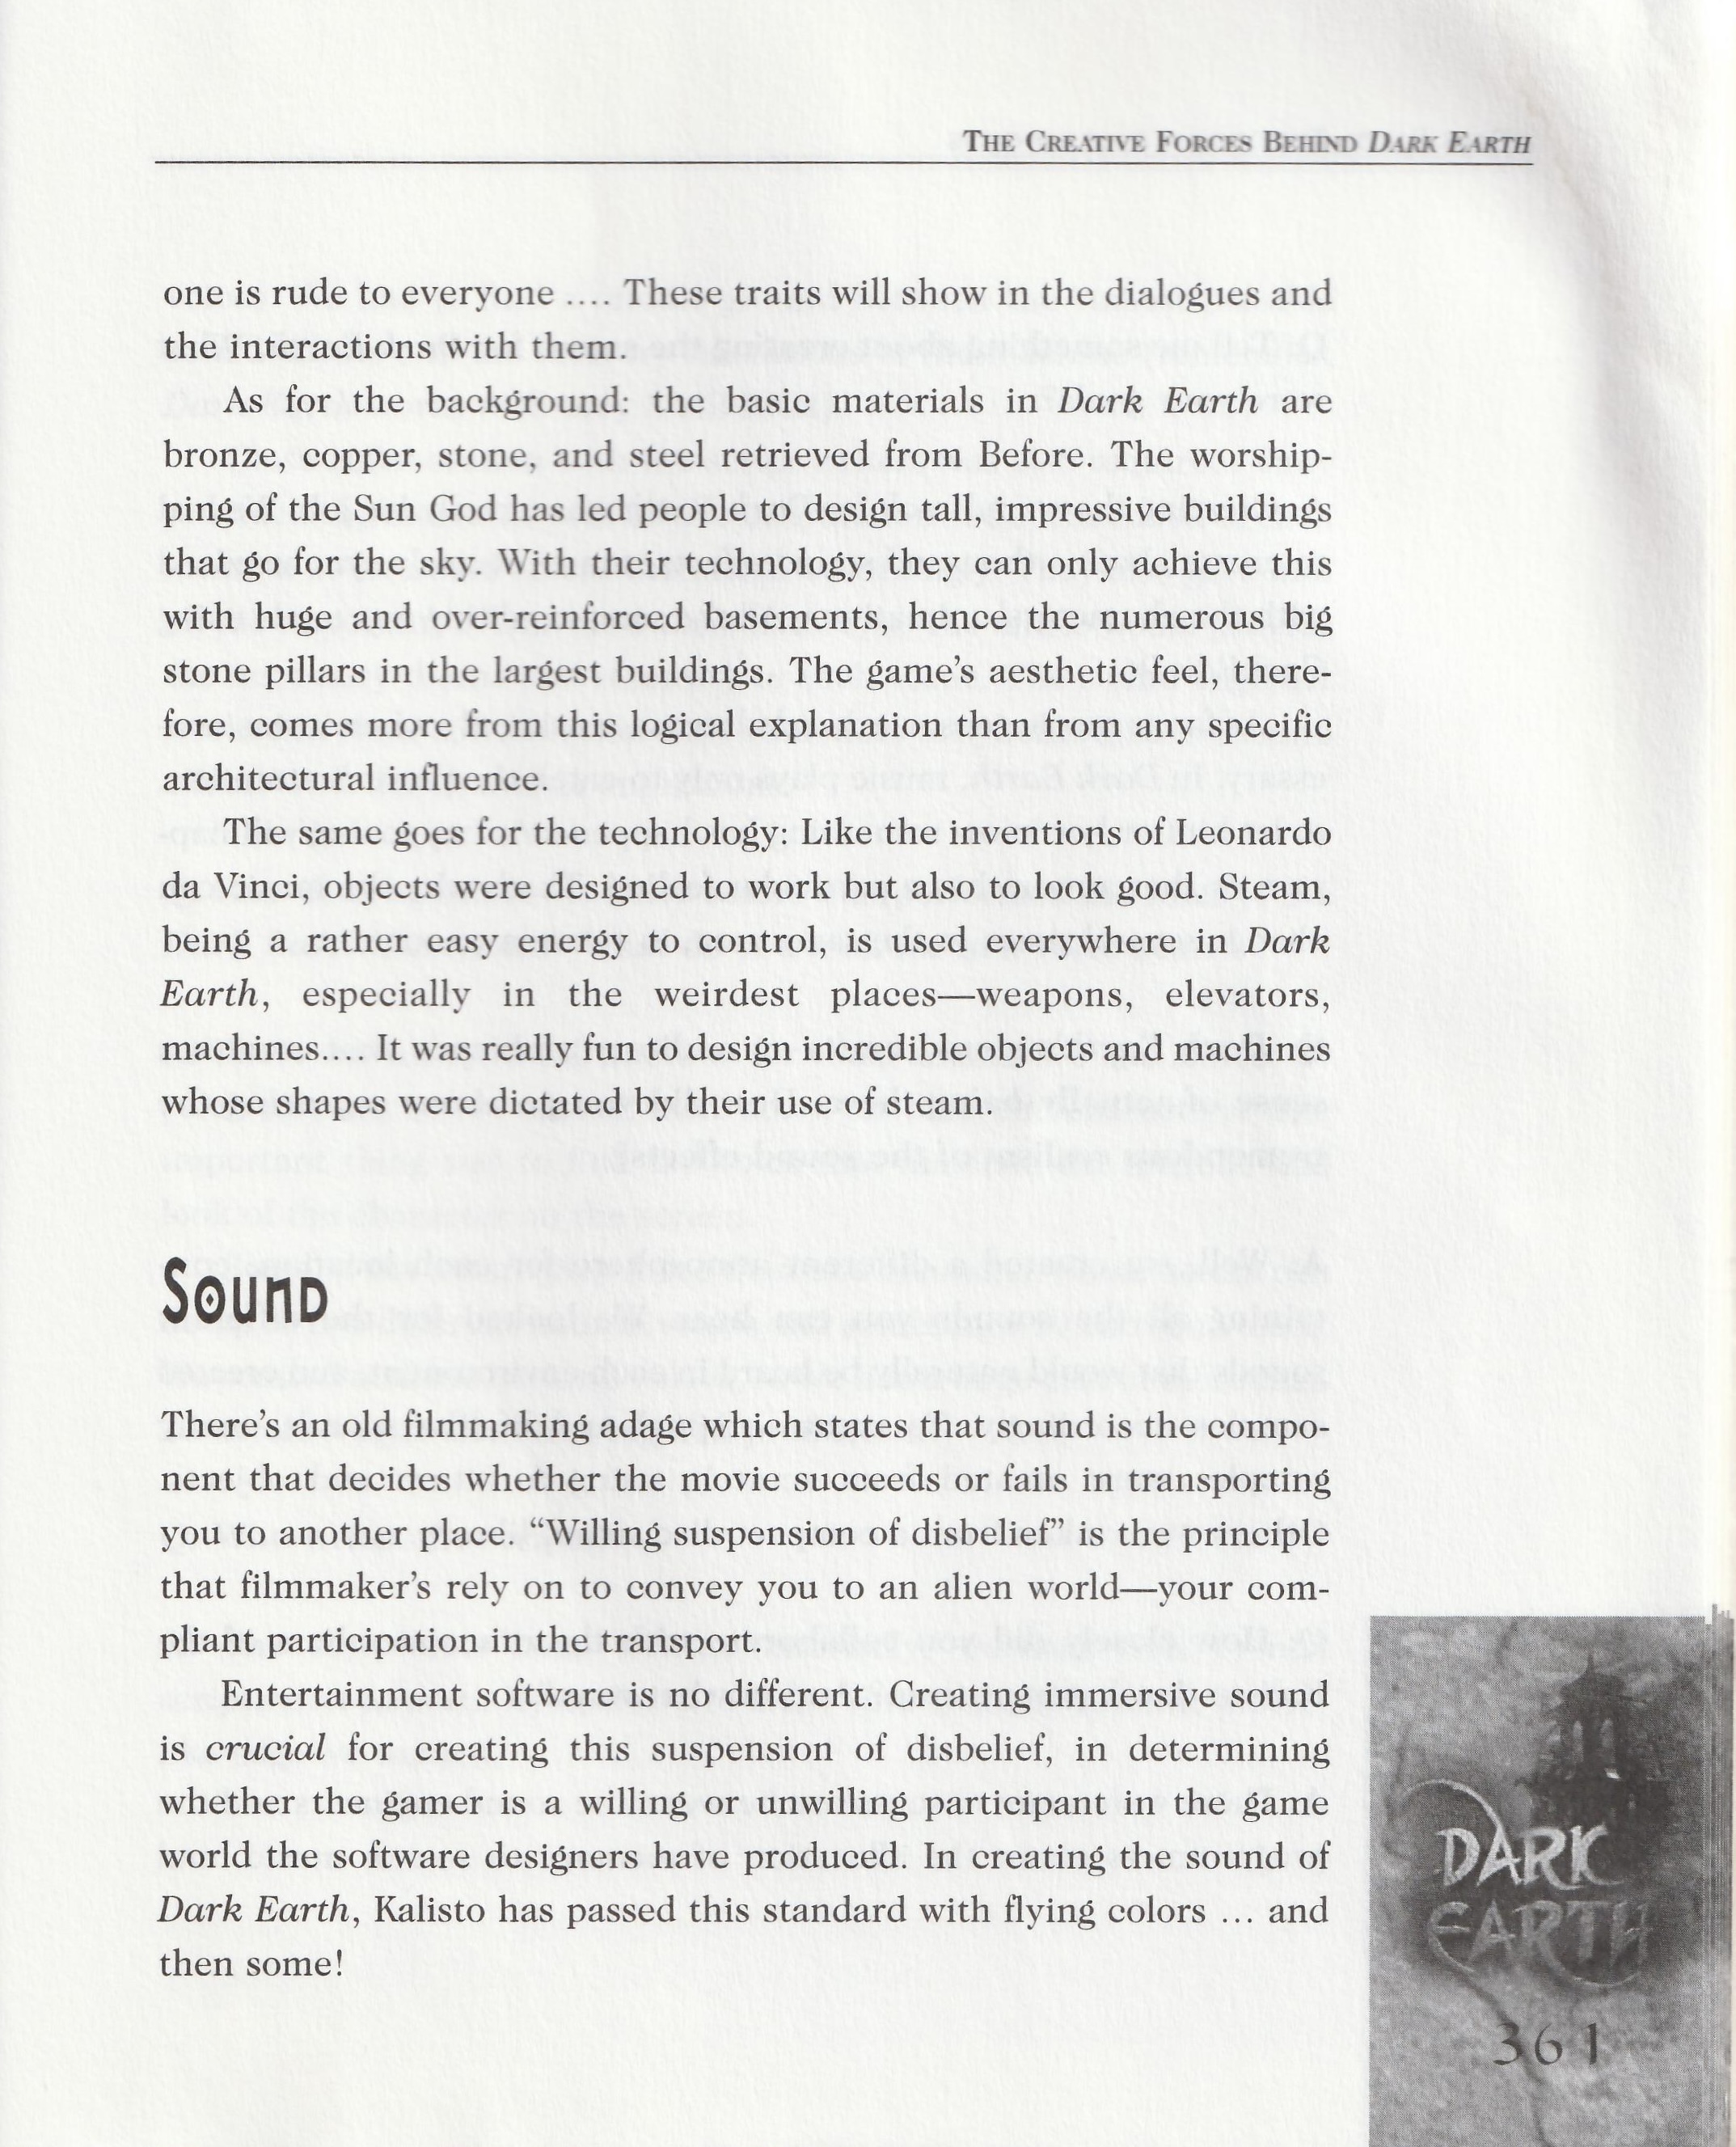 THE CREATIVE FORCES BEHIND DARK EARTH
one is rude to everyone .... These traits will show in the dialogues and
the interactions with them.
As for the background: the basic materials in Dark Earth are
bronze, copper, stone, and steel retrieved from Before. The worship-
ping of the Sun God has led people to design tall, impressive buildings
that go for the sky. With their technology, they can only achieve this
with huge and over-reinforced basements, hence the numerous big
stone pillars in the largest buildings. The game's aesthetic feel, there-
fore, comes more from this logical explanation than from any specific
architectural influence.
The same goes for the technology: Like the inventions of Leonardo
da Vinci, objects were designed to work but also to look good. Steam,
being a rather easy energy to control, is used everywhere in Dark
Earth, especially in the weirdest places—weapons, elevators,
machines.... It was really fun to design incredible objects and machines
whose shapes were dictated by their use of steam.
Sound
There's an old filmmaking adage which states that sound is the compo-
nent that decides whether the movie succeeds or fails in transporting
you to another place. “Willing suspension of disbelief” is the principle
that filmmaker's rely on to convey you to an alien world—your com-
pliant participation in the transport.
Entertainment software is no different. Creating immersive sound
is crucial for creating this suspension of disbelief, in determining
whether the gamer is a willing or unwilling participant in the game
world the software designers have produced. In creating the sound of
Dark Earth, Kalisto has passed this standard with flying colors ... and
then some!
DARK
EARTH
361